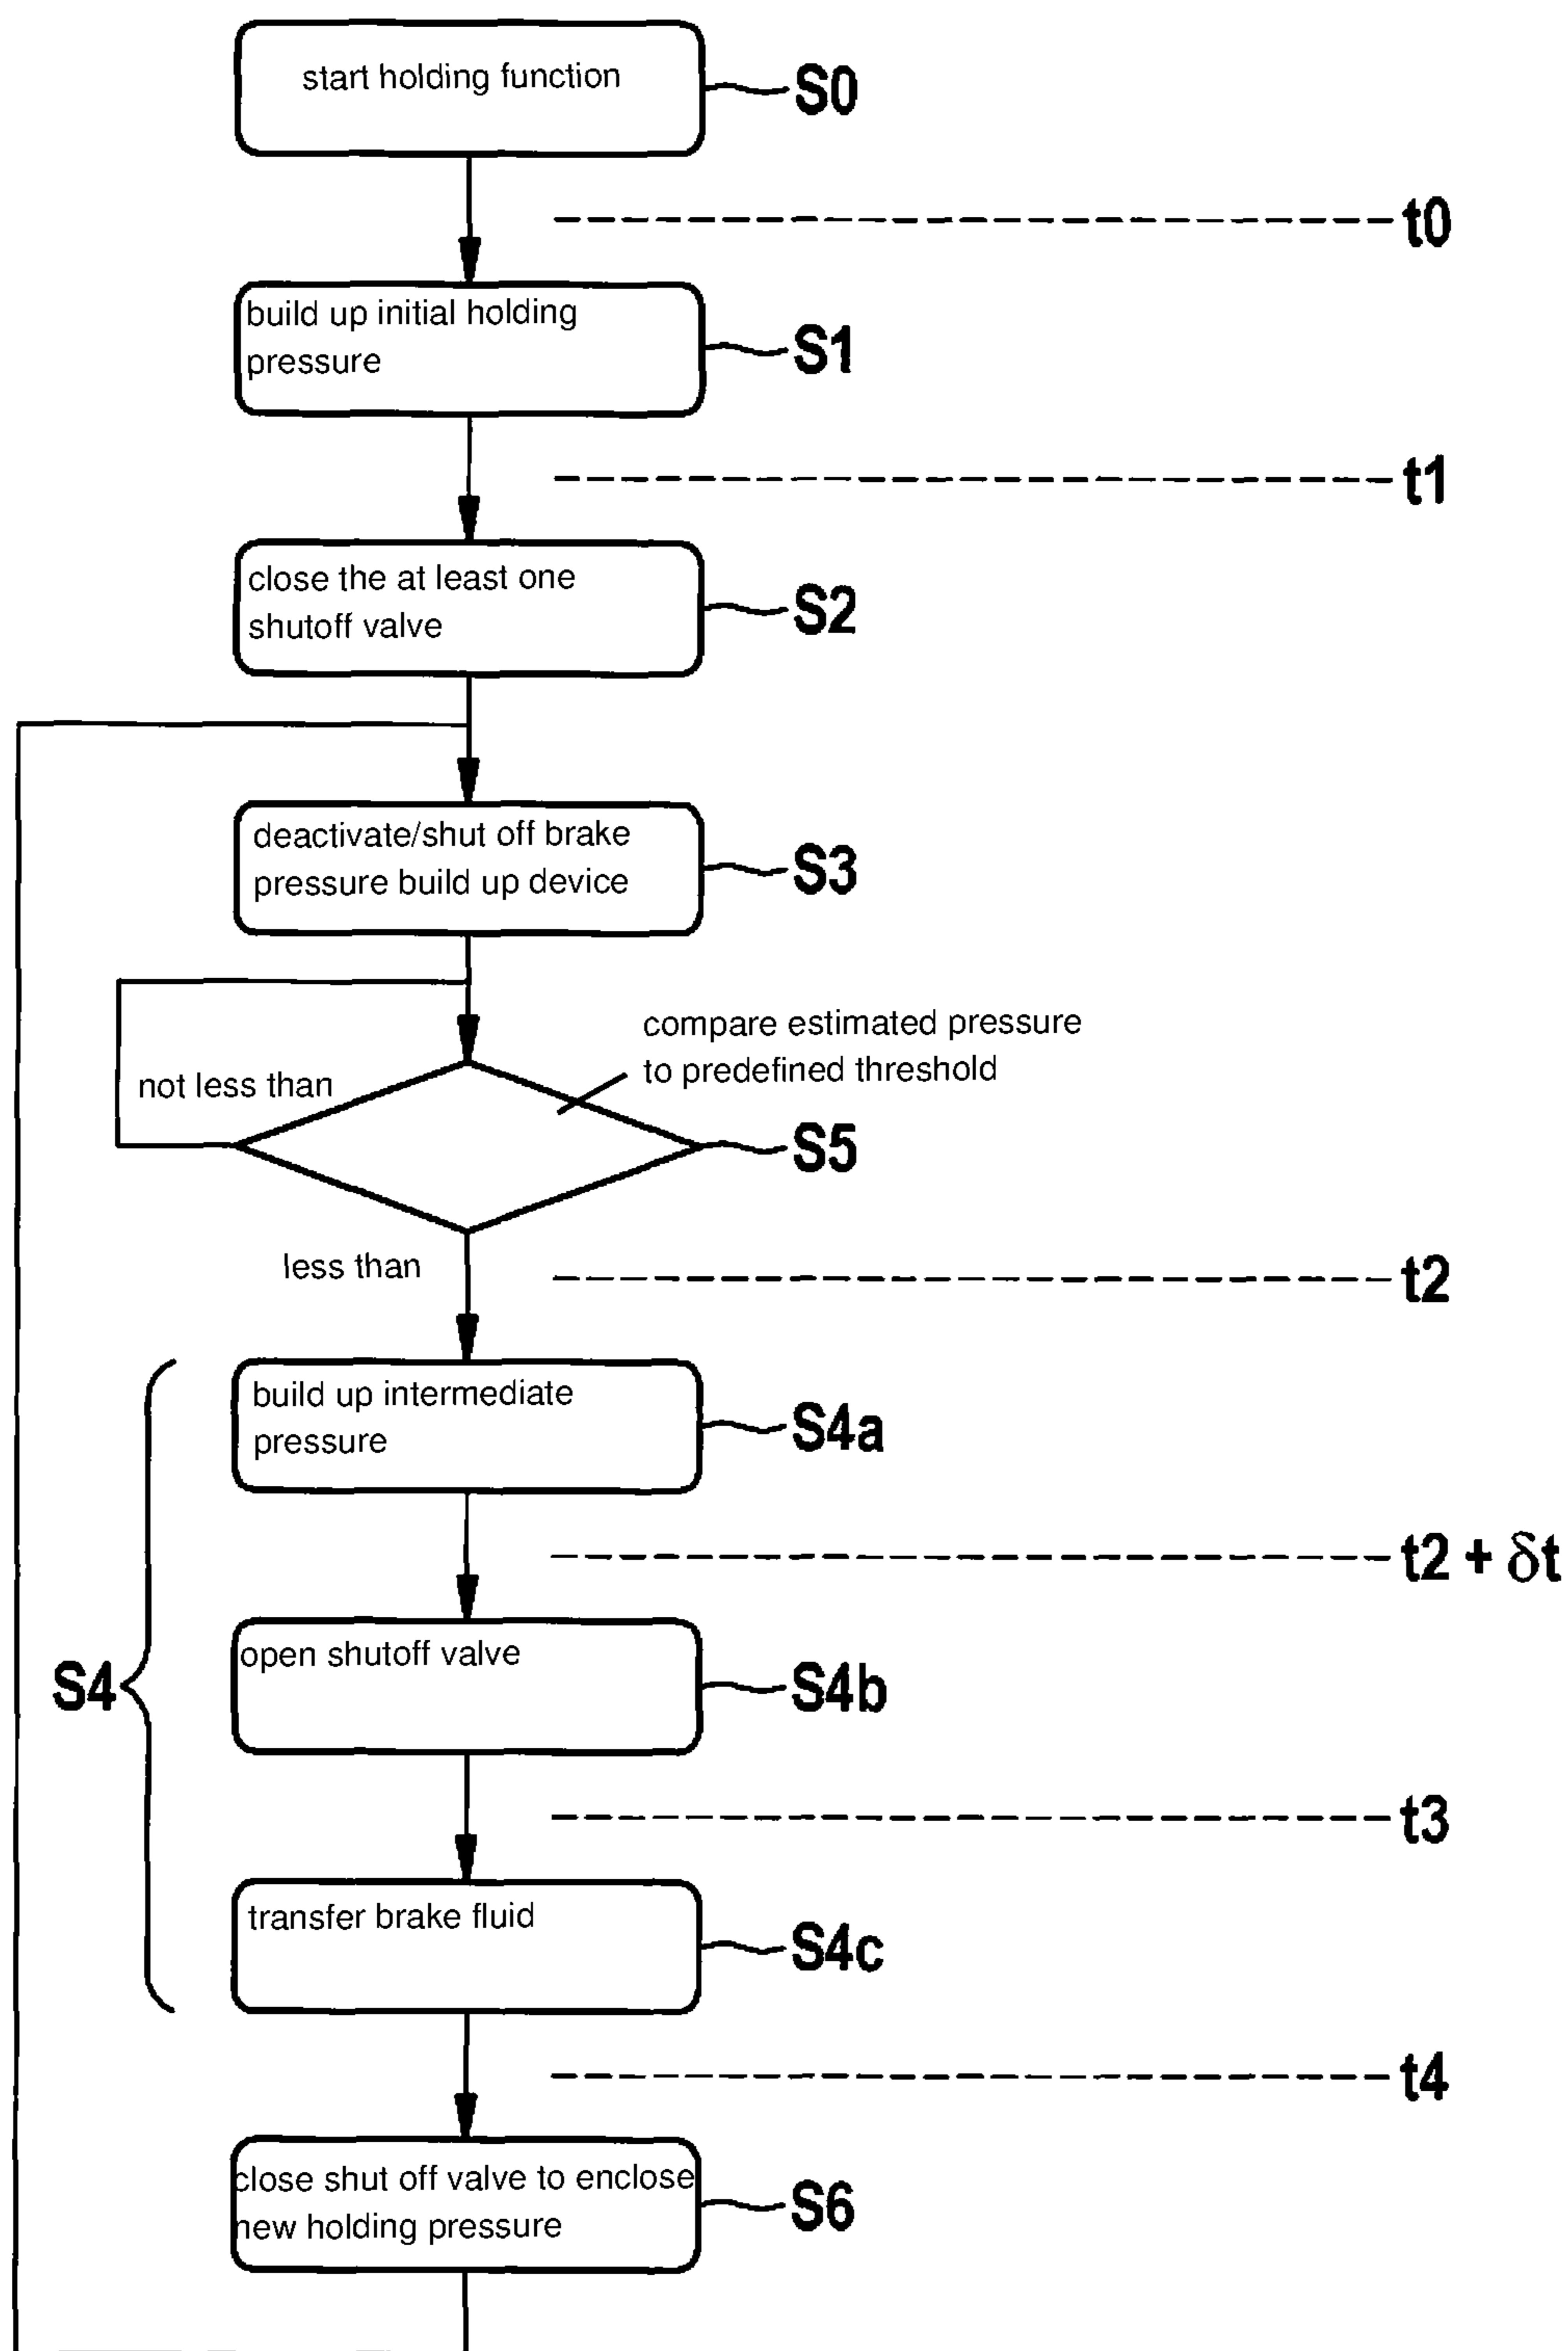 start holding function
S0
t0
build up initial holding
pressure
S1
t1
close the at least one
shutoff valve
S2
deactivate/shut off brake
pressure build up device
S3
compare estimated pressure
to predefined threshold
not less than
S5
less than
t2
build up intermediate
pressure
S4a
t2 + δt
open shutoff valve
S4b
S4
t3
transfer brake fluid
S4c
t4
close shut off valve to enclose
new holding pressure
S6